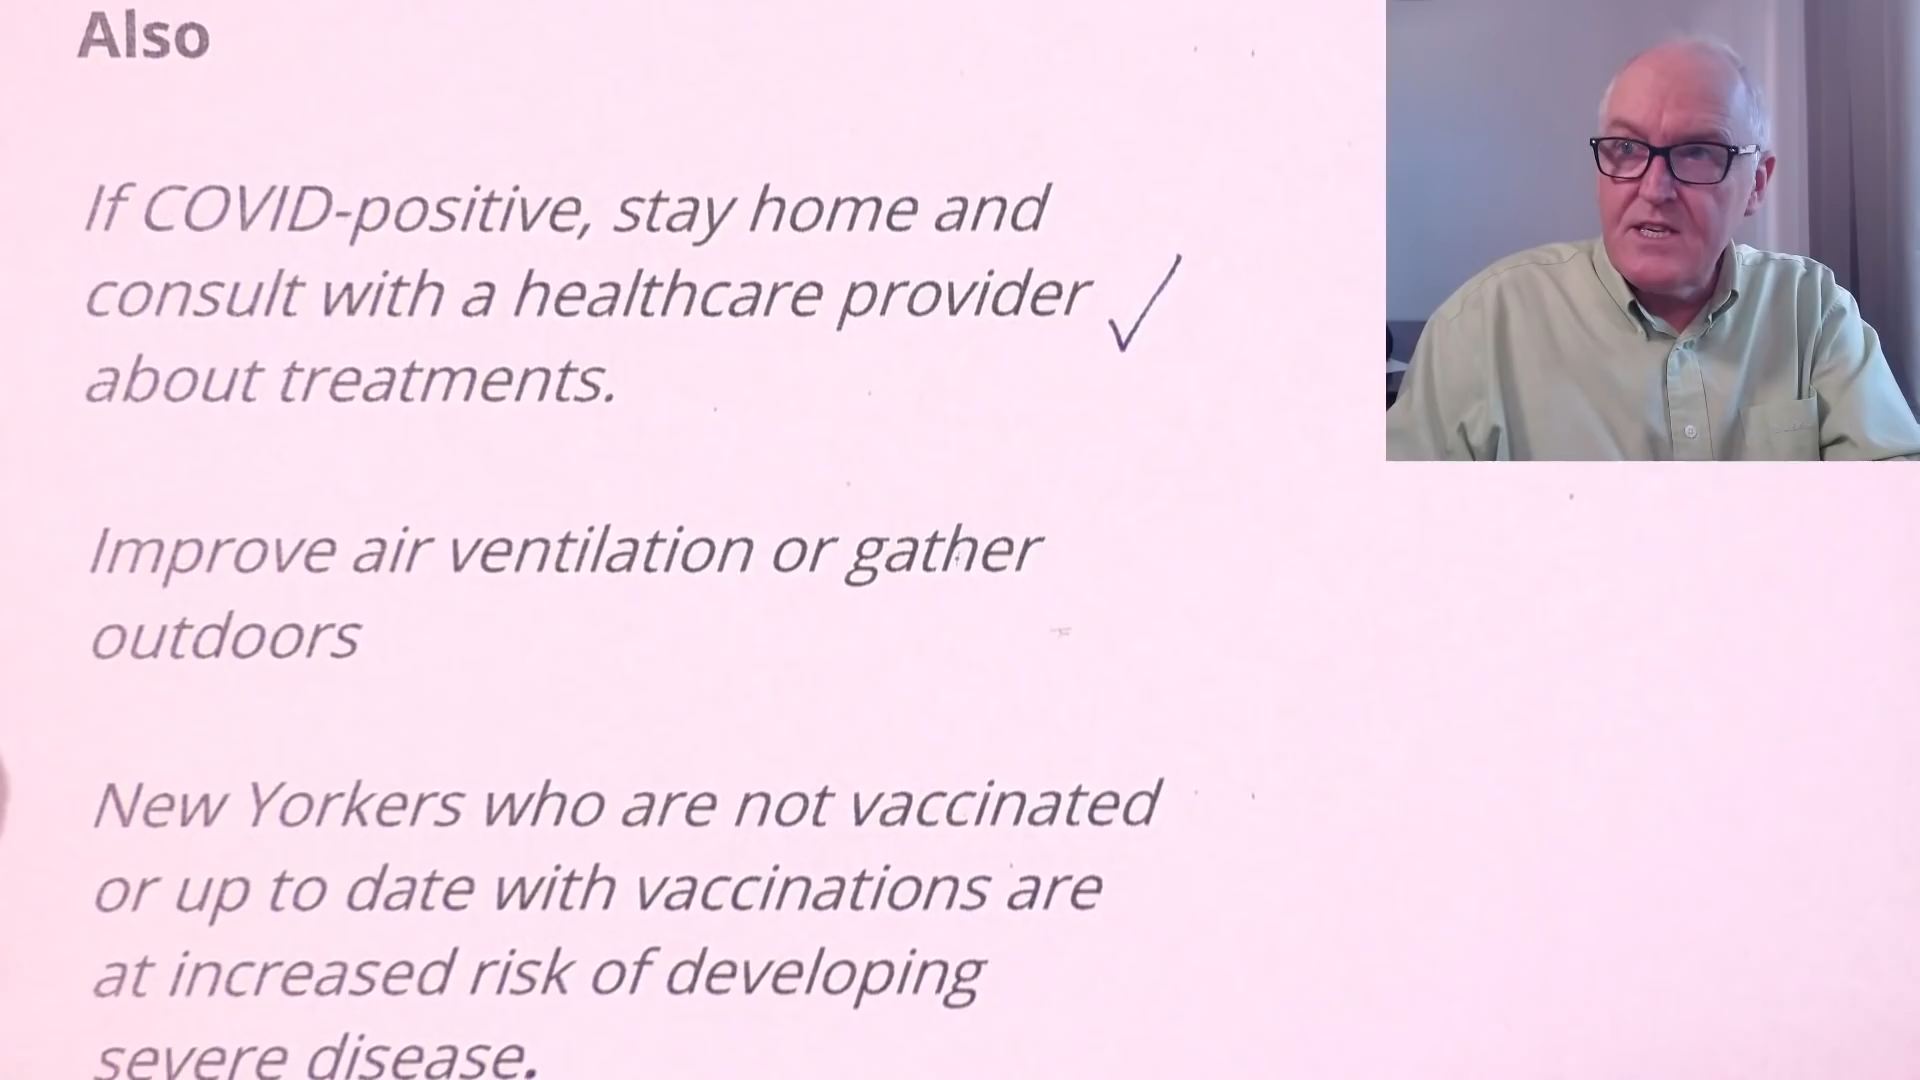 Also
If COVID-positive, stay home and
consult with a healthcare provider
about treatments.
Improve air ventilation or gather
outdoors
New Yorkers who are not vaccinated
or up to date with vaccinations are
at increased risk of developing
severe disease.